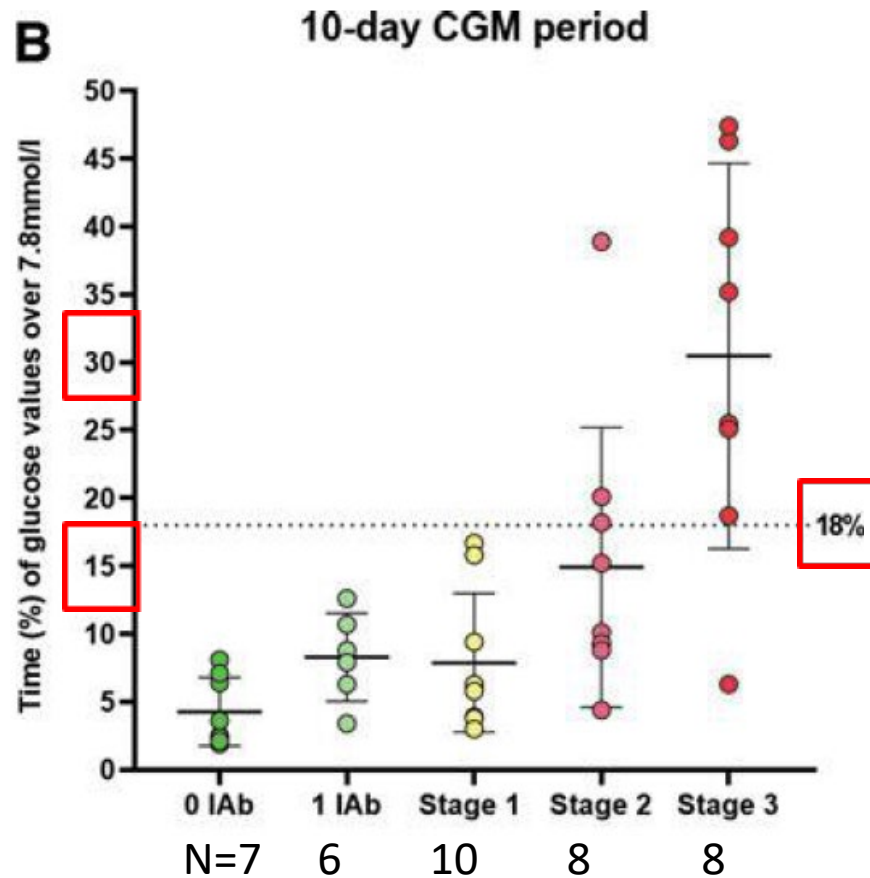 B
10-day CGM period
Time (%) of glucose values over 7.8mmol/l
50
45
40
35
30
25
20
15
10
5
0
18%
0 IAb 1 IAb Stage 1 Stage 2 Stage 3
N=7 6 10 8 8